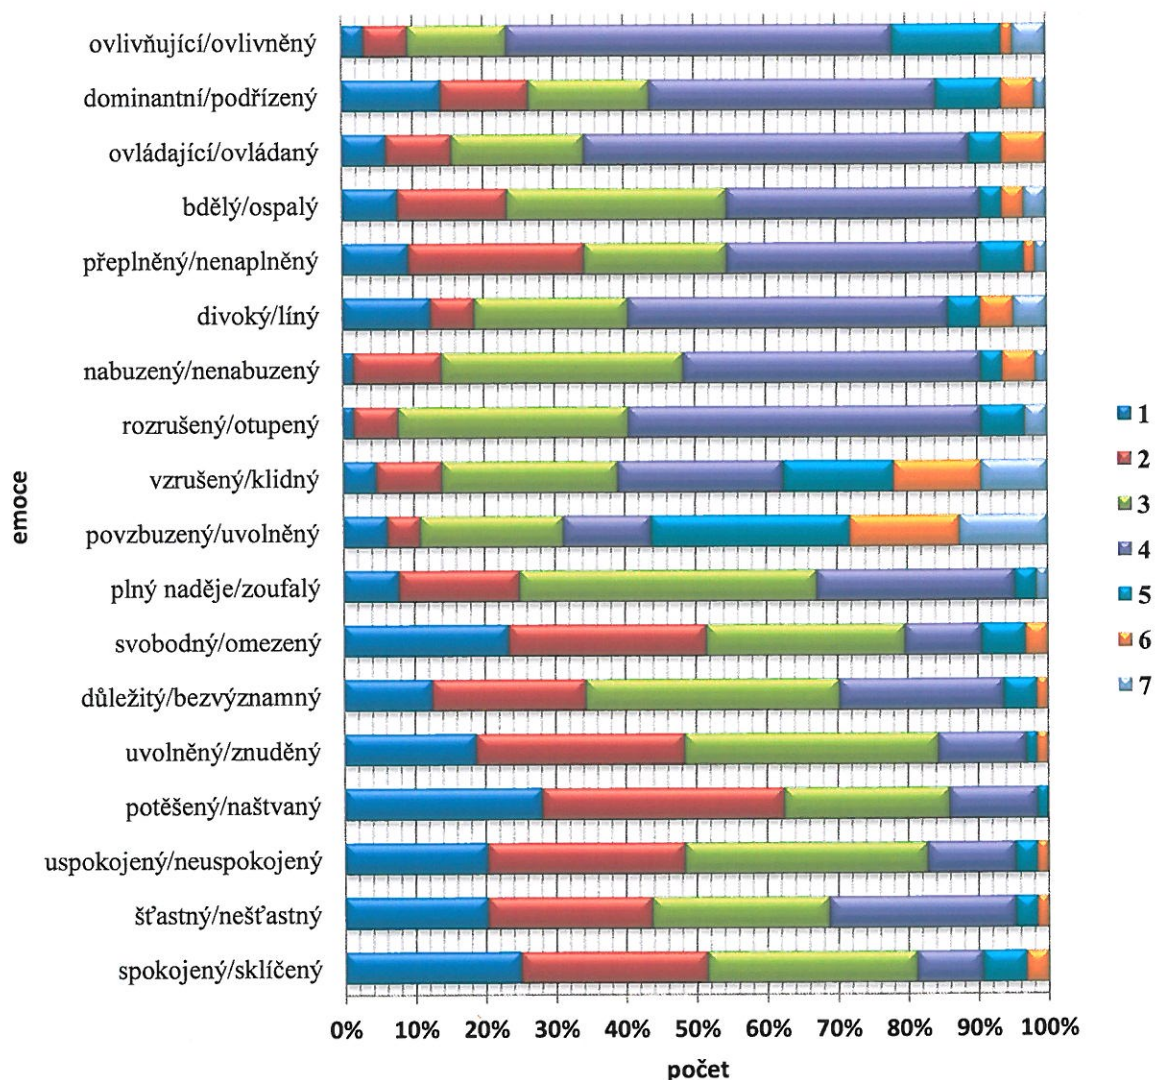 ovlivňující/ovlivněný
dominantní/podřízený
ovládající/ovládaný
bdělý/ospalý
přeplněný/nenaplněný
divoký/líný
nabuzený/nenabuzený
rozrušený/otupený
vzrušený/klidný
povzbuzený/uvolněný
plný naděje/zoufalý
svobodný/omezený
důležitý/bezvýznamný
uvolněný/znuděný
potěšený/naštvaný
uspokojený/neuspokojený
šťastný/nešťastný
spokojený/sklíčený
emoce
0% 10% 20% 30% 40% 50% 60% 70% 80% 90% 100%
počet
1
2
3
4
5
6
7